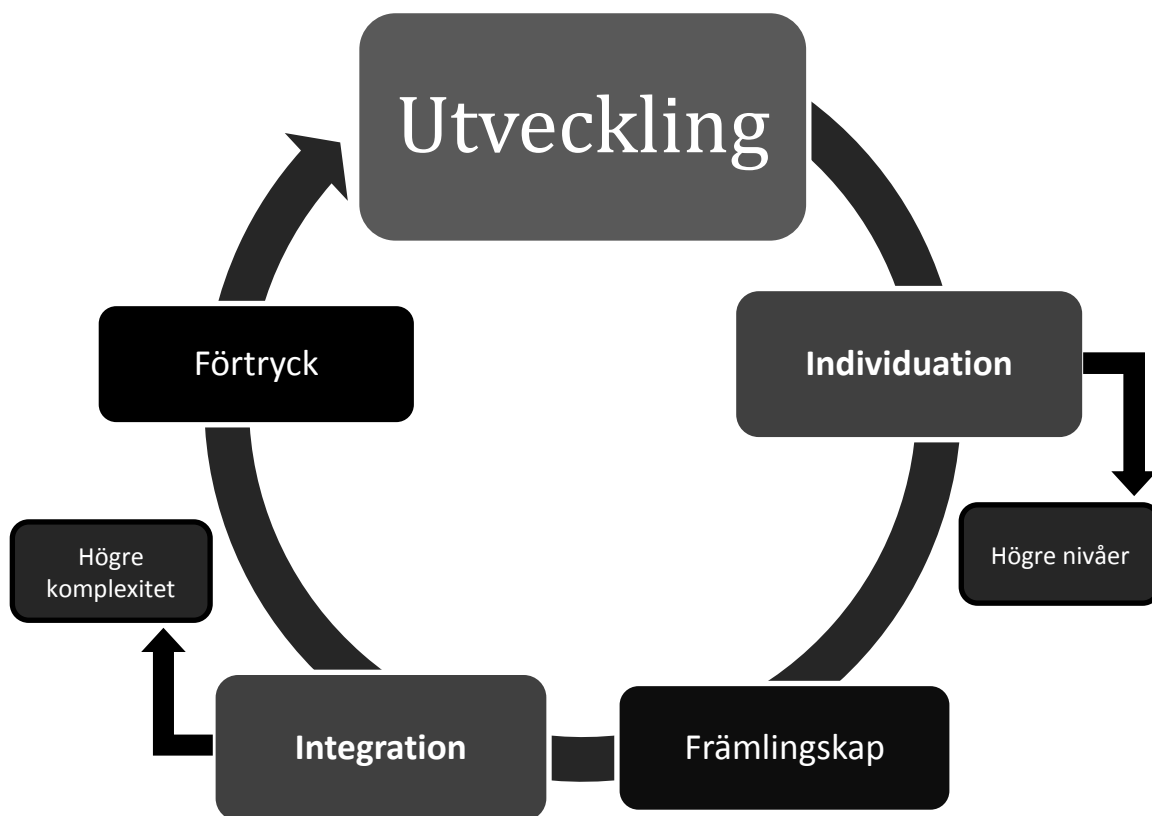 Utveckling
Förtryck
Individuation
Högre
komplexitet
Högre nivåer
Integration
Främlingskap